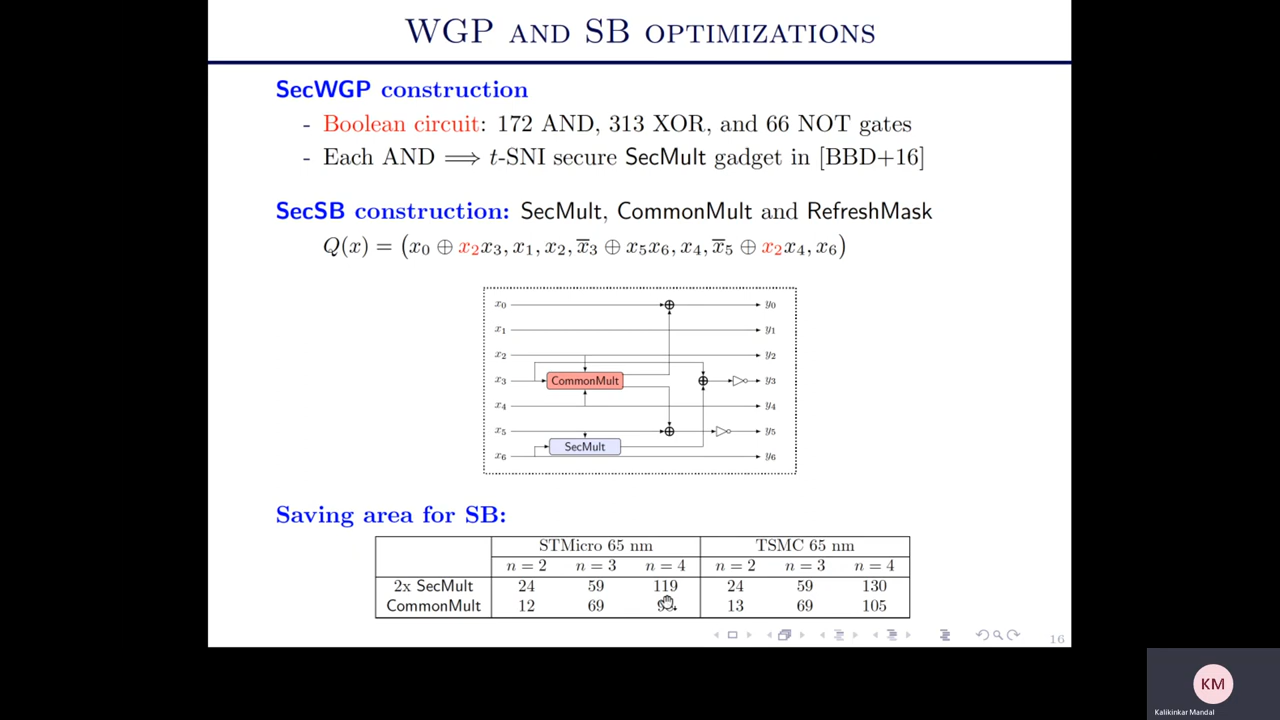 WGP AND SB OPTIMIZATIONS
SecWGP construction
- Boolean circuit: 172 AND, 313 XOR, and 66 NOT gates
- Each AND ⟹ t-SNI secure SecMult gadget in [BBD+16]
SecSB construction: SecMult, CommonMult and RefreshMask
Q(x) = (x₀ ⊕ x₂x₃, x₁, x₂, x̅₃ ⊕ x₅x₆, x₄, x̅₅ ⊕ x₂x₄, x₆)
x₀ ⊕ y₀
x₁ y₁
x₂ y₂
x₃ CommonMult ⊕ y₃
x₄ y₄
x₅ ⊕ y₅
SecMult
x₆ y₆
Saving area for SB:
STMicro 65 nm TSMC 65 nm
n = 2 n = 3 n = 4 n = 2 n = 3 n = 4
2x SecMult 24 59 119 24 59 130
CommonMult 12 69 13 69 105
16
KM
Kalikinkar Mandal